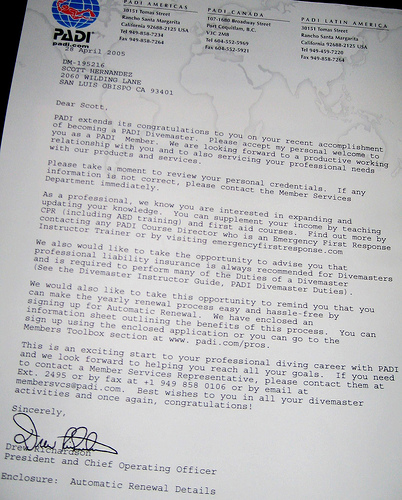 PADI AMERICAS
30151 Tomas Street
Rancho Santa Margarita
California 92688-2125 USA
Tel 949-858-7234
Fax 949-858-7264
PADI CANADA
107-1680 Broadway Street
Port Coquitlam, B.C.
V3C 2M8
Tel 604-552-5969
Fax 604-552-5921
PADI LATIN AMERICA
30151 Tomas Street
Rancho Santa Margarita
California 92688-2125 USA
Tel 949-459-7220
Fax 949-858-7264
PADI
padi.com
28 April 2005
DM-195216
SCOTT HERNANDEZ
2060 WILDING LANE
SAN LUIS OBISPO CA 93401
Dear Scott,
PADI extends its congratulations to you on your recent accomplishment
of becoming a PADI Divemaster. Please accept my personal welcome to
you as a PADI Member. We are looking forward to a productive working
relationship with you and to also servicing your professional needs
with our products and services.
Please take a moment to review your personal credentials. If any
information is not correct, please contact the Member Services
Department immediately.
As a professional, we know you are interested in expanding and
updating your knowledge. You can supplement your income by teaching
CPR (including AED training) and first aid courses. Find out more by
contacting any PADI Course Director who is an Emergency First Response
Instructor Trainer or by visiting emergencyfirstresponse.com
We also would like to take the opportunity to advise you that
professional liability insurance is always recommended for Divemasters
and is required to perform many of the Duties of a Divemaster
(See the Divemaster Instructor Guide, PADI Divemaster Duties).
We would also like to take this opportunity to remind you that you
can make the yearly renewal process easy and hassle-free by
signing up for Automatic Renewal. We have enclosed an
information sheet outlining the benefits of this process. You can
sign up using the enclosed application or you can go to the
Members Toolbox section at www. padi.com/pros.
This is an exciting start to your professional diving career with PADI
and we look forward to helping you reach all your goals. If you need
to contact a Member Services Representative, please contact them at
Ext. 2495 or by fax at +1 949 858 0106 or by email at
membersvcs@padi.com. Best wishes to you in all your divemaster
activities and once again, congratulations!
Sincerely,
Drew Richardson
President and Chief Operating Officer
Enclosure: Automatic Renewal Details